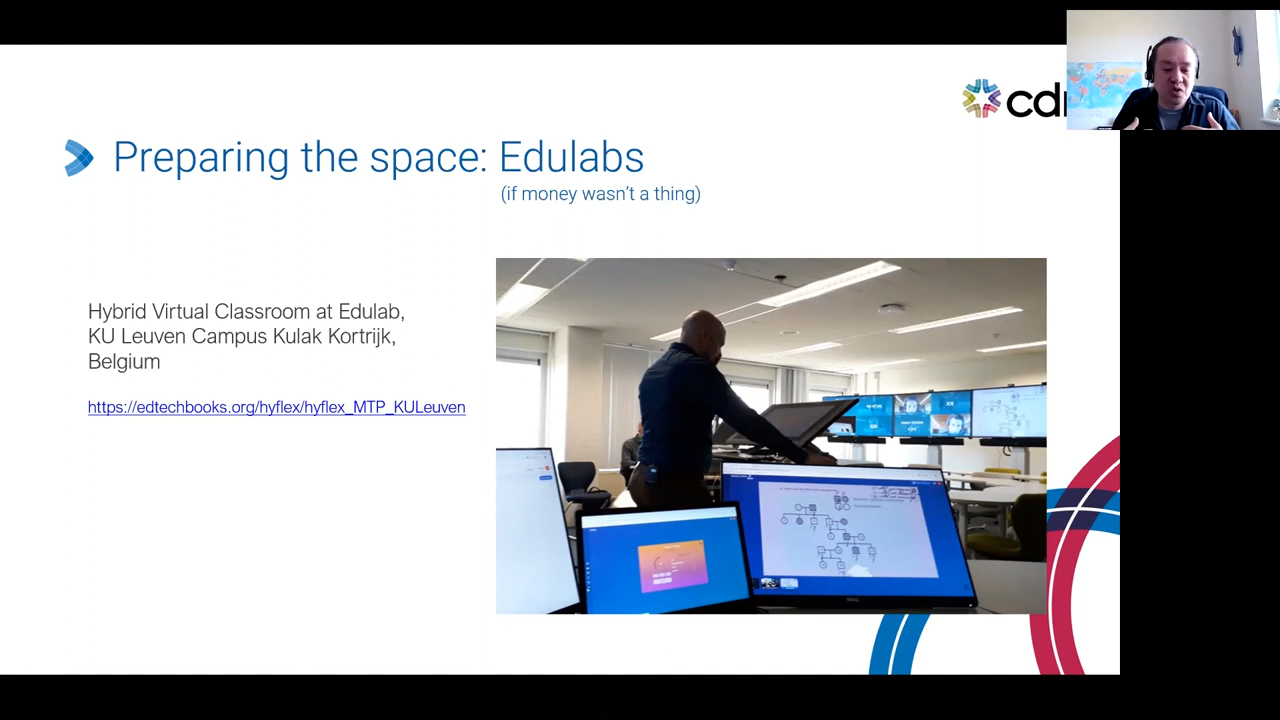 cd
Preparing the space: Edulabs
(if money wasn't a thing)
Hybrid Virtual Classroom at Edulab,
KU Leuven Campus Kulak Kortrijk,
Belgium
https://edtechbooks.org/hyflex/hyflex_MTP_KULeuven
DELL